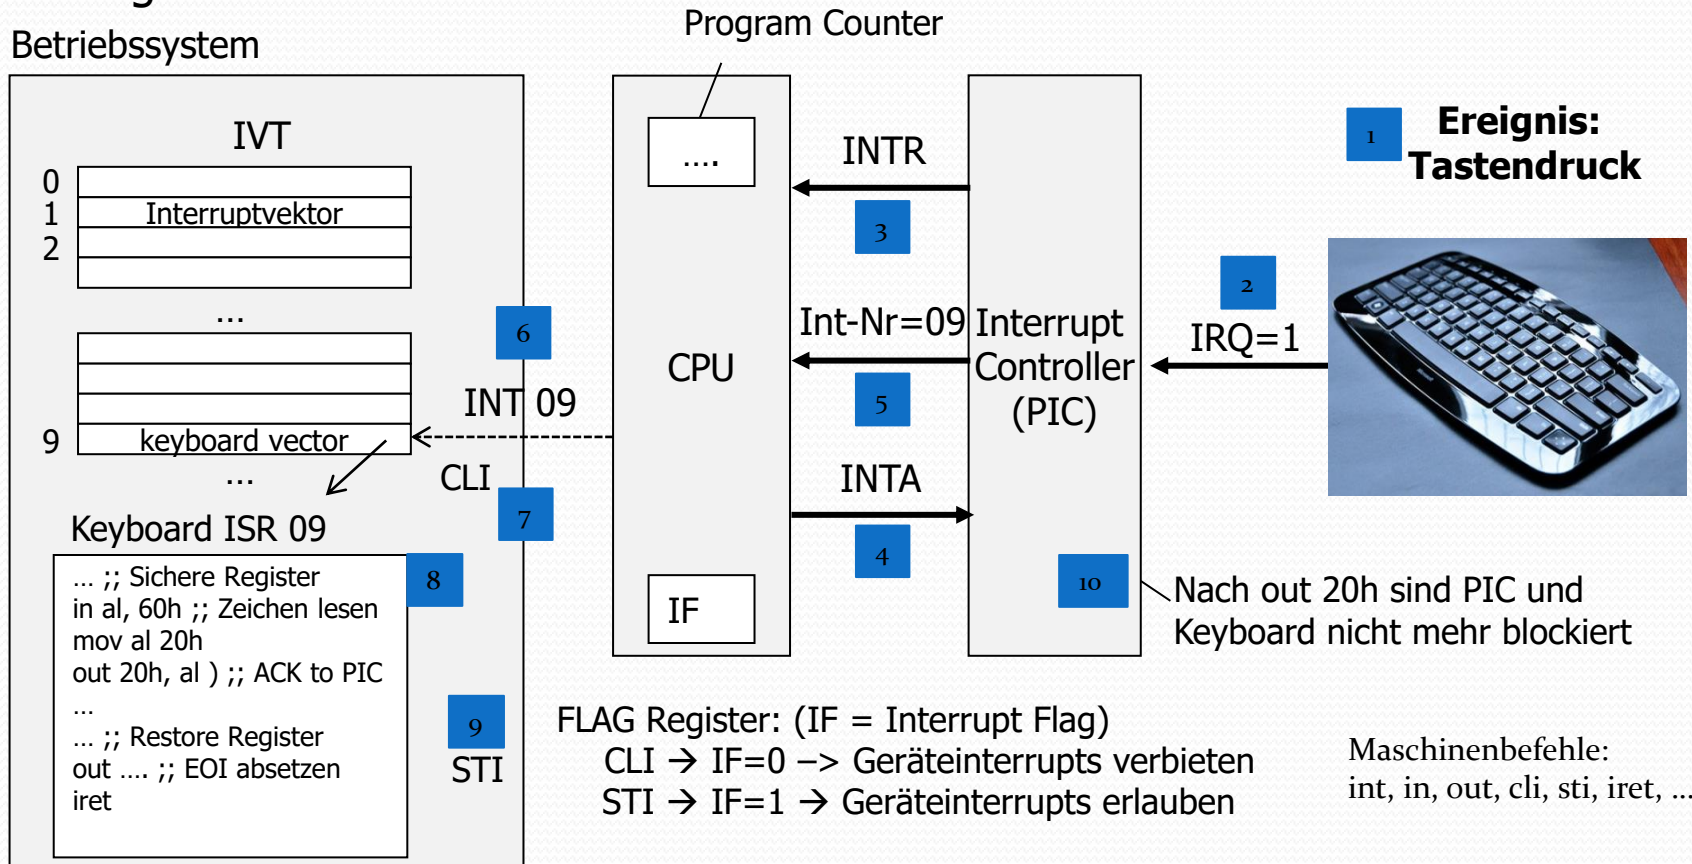 Betriebssystem
Program Counter
IVT
0
1
2
Interruptvektor
...
9
keyboard vector
...
6
INT 09
CLI
7
Keyboard ISR 09
8
... ;; Sichere Register
in al, 60h ;; Zeichen lesen
mov al 20h
out 20h, al ) ;; ACK to PIC
...
... ;; Restore Register
out .... ;; EOI absetzen
iret
9
STI
....
CPU
IF
INTR
3
Int-Nr=09
5
INTA
4
Interrupt
Controller
(PIC)
10
1
Ereignis:
Tastendruck
2
IRQ=1
Nach out 20h sind PIC und
Keyboard nicht mehr blockiert
FLAG Register: (IF = Interrupt Flag)
CLI → IF=0 –> Geräteinterrupts verbieten
STI → IF=1 → Geräteinterrupts erlauben
Maschinenbefehle:
int, in, out, cli, sti, iret, ...